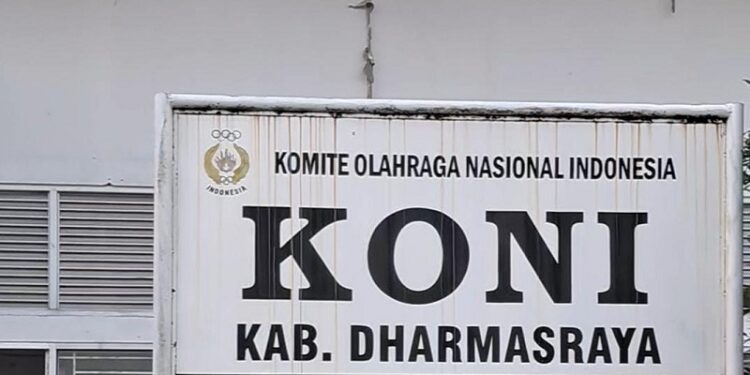 KOMITE OLAHRAGA NASIONAL INDONESIA
INDONESIA
KONI
KAB. DHARMASRAYA